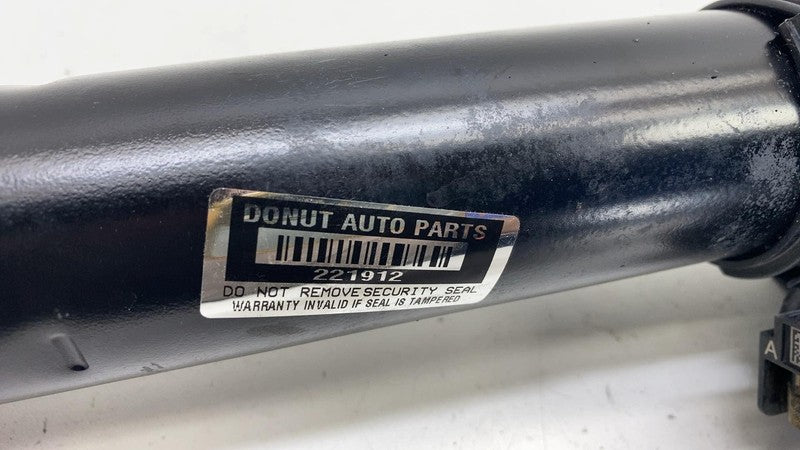 DONUT AUTO PARTS
221912
DO NOT REMOVE SECURITY SEAL
WARRANTY INVALID IF SEAL IS TAMPERED
A